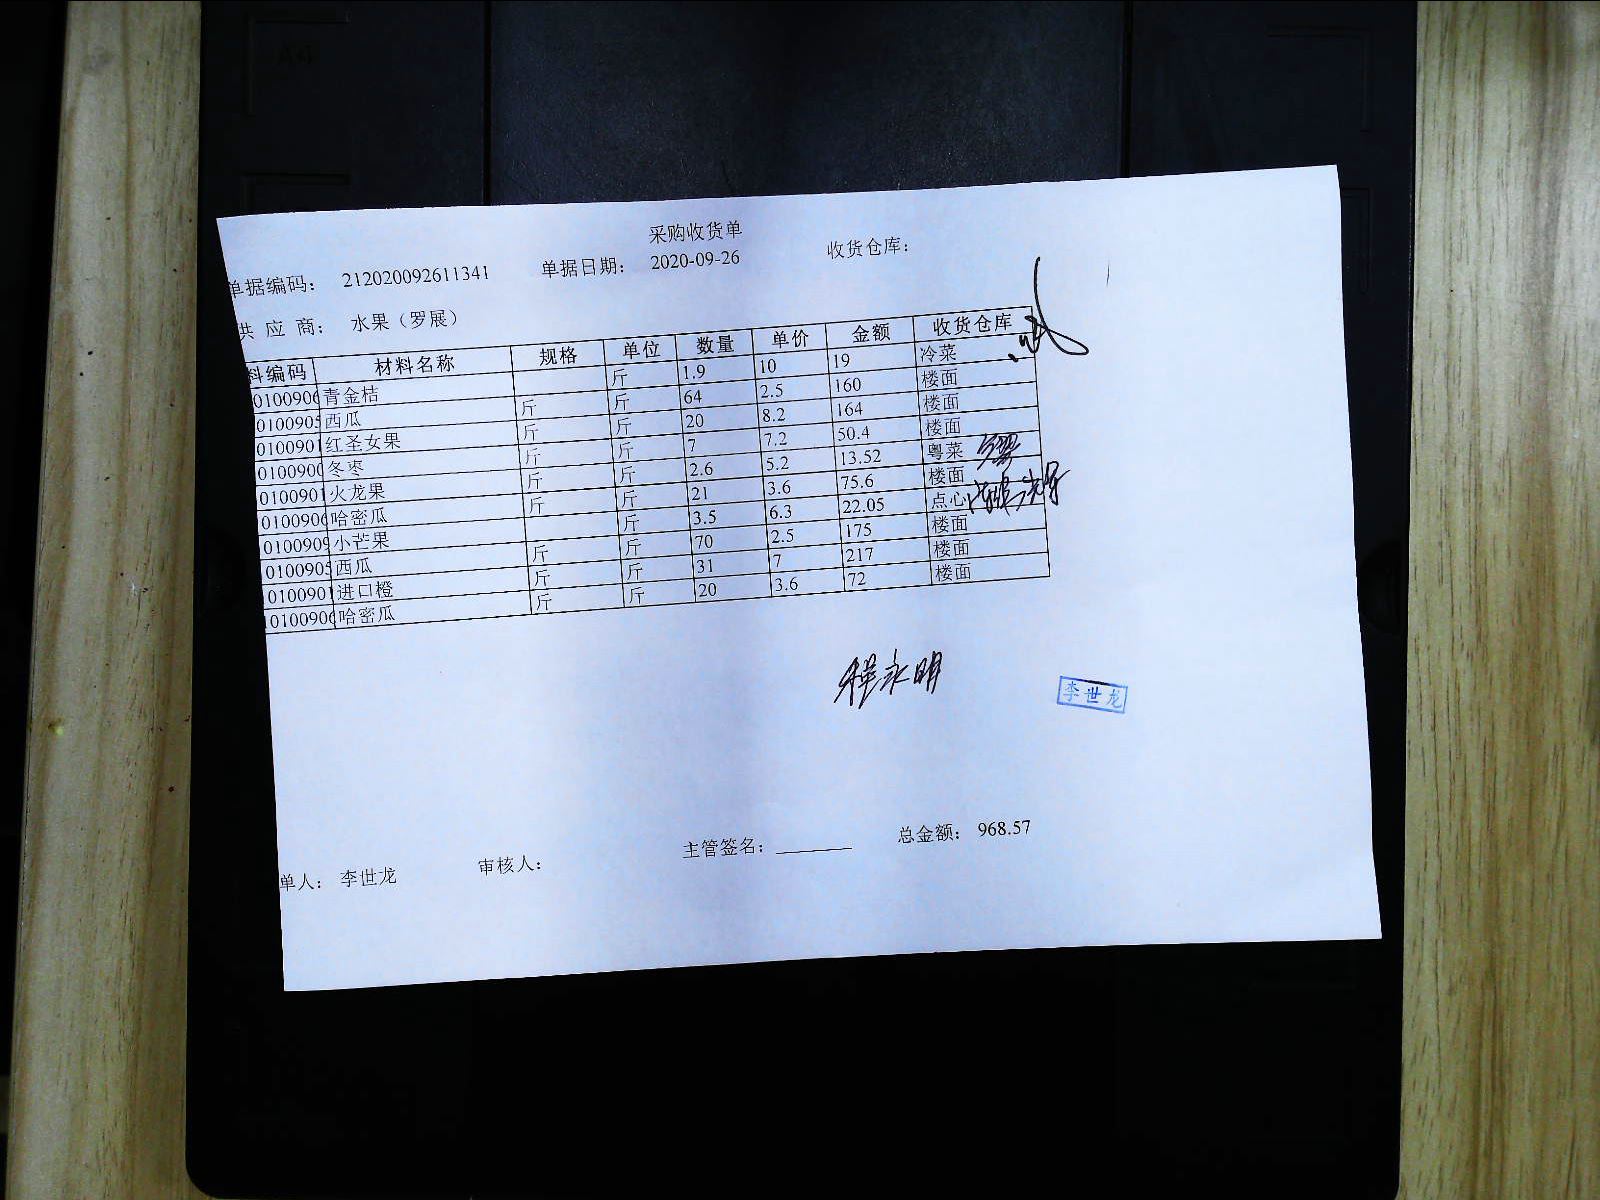 采购收货单
单据编码： 212020092611341 单据日期： 2020-09-26 收货仓库：
供 应 商： 水果（罗展）
料编码 材料名称 规格 单位 数量 单价 金额 收货仓库
0100906 青金桔 斤 1.9 10 19 冷菜
0100905 西瓜 斤 斤 64 2.5 160 楼面
0100901 红圣女果 斤 斤 20 8.2 164 楼面
0100900 冬枣 斤 斤 7 7.2 50.4 楼面
0100901 火龙果 斤 斤 2.6 5.2 13.52 粤菜
0100906 哈密瓜 斤 斤 21 3.6 75.6 楼面
0100909 小芒果 斤 3.5 6.3 22.05 点心
0100905 西瓜 斤 斤 70 2.5 175 楼面
0100901 进口橙 斤 斤 31 7 217 楼面
0100906 哈密瓜 斤 斤 20 3.6 72 楼面
程永明
李世龙
单人： 李世龙 审核人： 主管签名： 总金额： 968.57